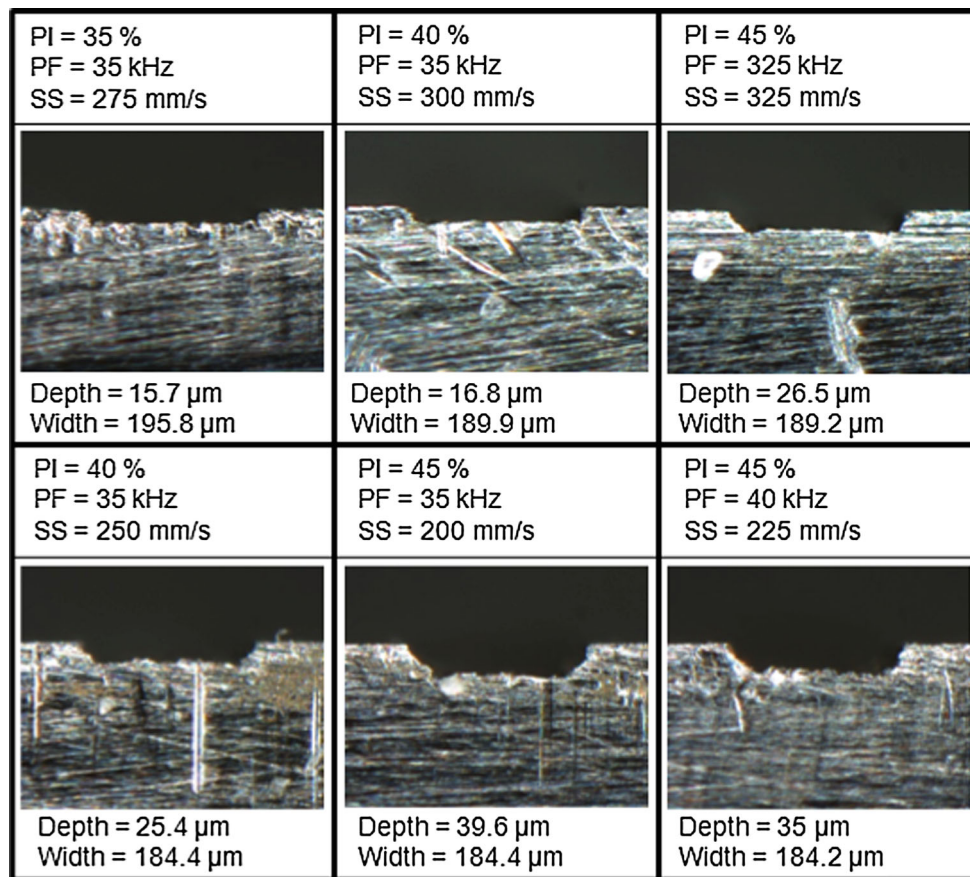 PI = 35 %
PF = 35 kHz
SS = 275 mm/s
Depth = 15.7 µm
Width = 195.8 µm
PI = 40 %
PF = 35 kHz
SS = 300 mm/s
Depth = 16.8 µm
Width = 189.9 µm
PI = 45 %
PF = 325 kHz
SS = 325 mm/s
Depth = 26.5 µm
Width = 189.2 µm
PI = 40 %
PF = 35 kHz
SS = 250 mm/s
Depth = 25.4 µm
Width = 184.4 µm
PI = 45 %
PF = 35 kHz
SS = 200 mm/s
Depth = 39.6 µm
Width = 184.4 µm
PI = 45 %
PF = 40 kHz
SS = 225 mm/s
Depth = 35 µm
Width = 184.2 µm